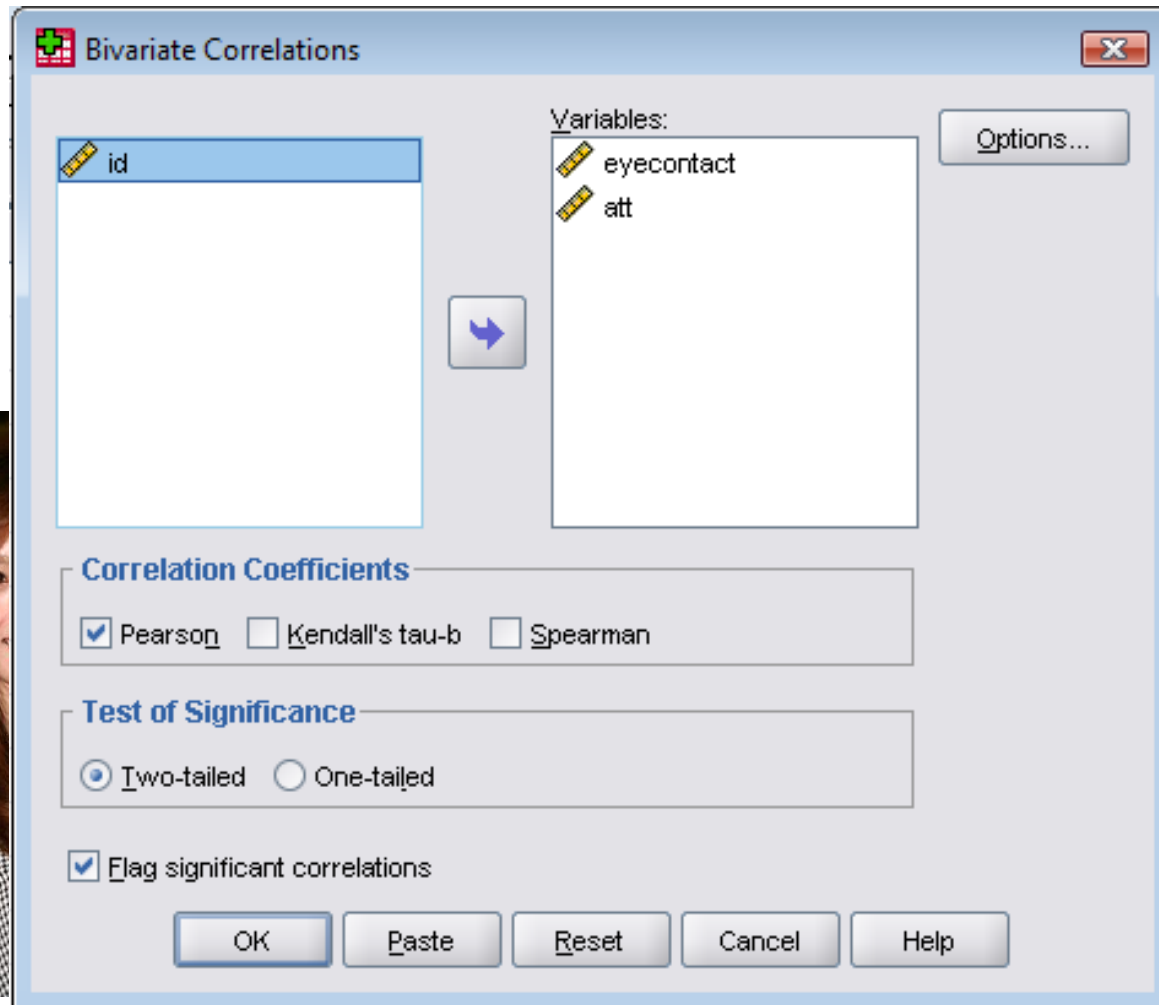 Bivariate Correlations
Variables:
Options...
id
eyecontact
att
Correlation Coefficients
Pearson Kendall's tau-b Spearman
Test of Significance
Two-tailed One-tailed
Flag significant correlations
OK Paste Reset Cancel Help